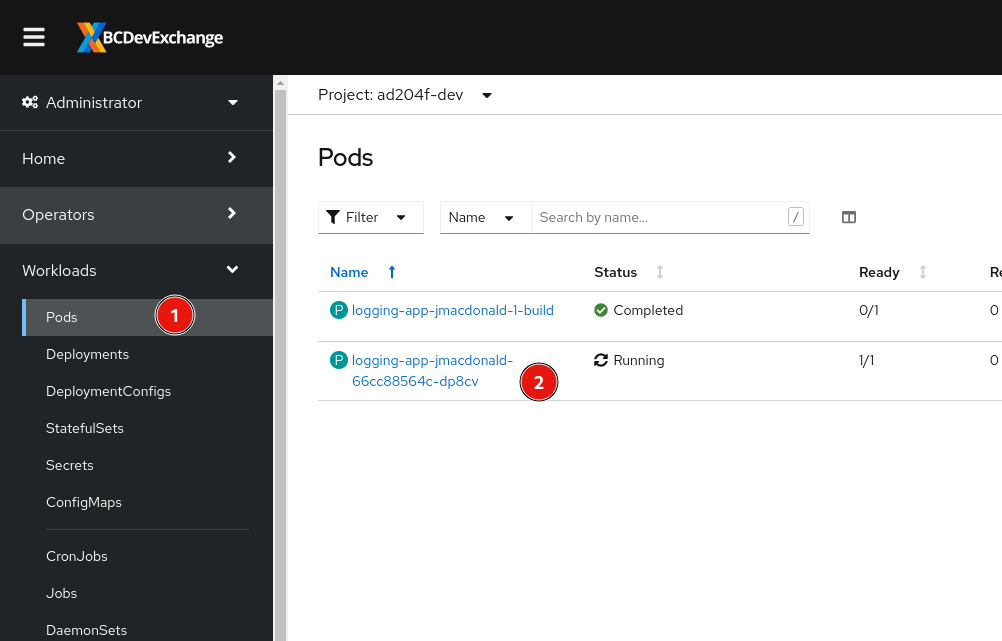 BCDevExchange
Administrator
Project: ad204f-dev
Home
Pods
Operators
Filter
Name
Search by name...
/
Workloads
Name
Status
Ready
Pods
1
P logging-app-jmacdonald-1-build
Completed
0/1
0
Deployments
P logging-app-jmacdonald-
66cc88564c-dp8cv
2
Running
1/1
0
DeploymentConfigs
StatefulSets
Secrets
ConfigMaps
CronJobs
Jobs
DaemonSets